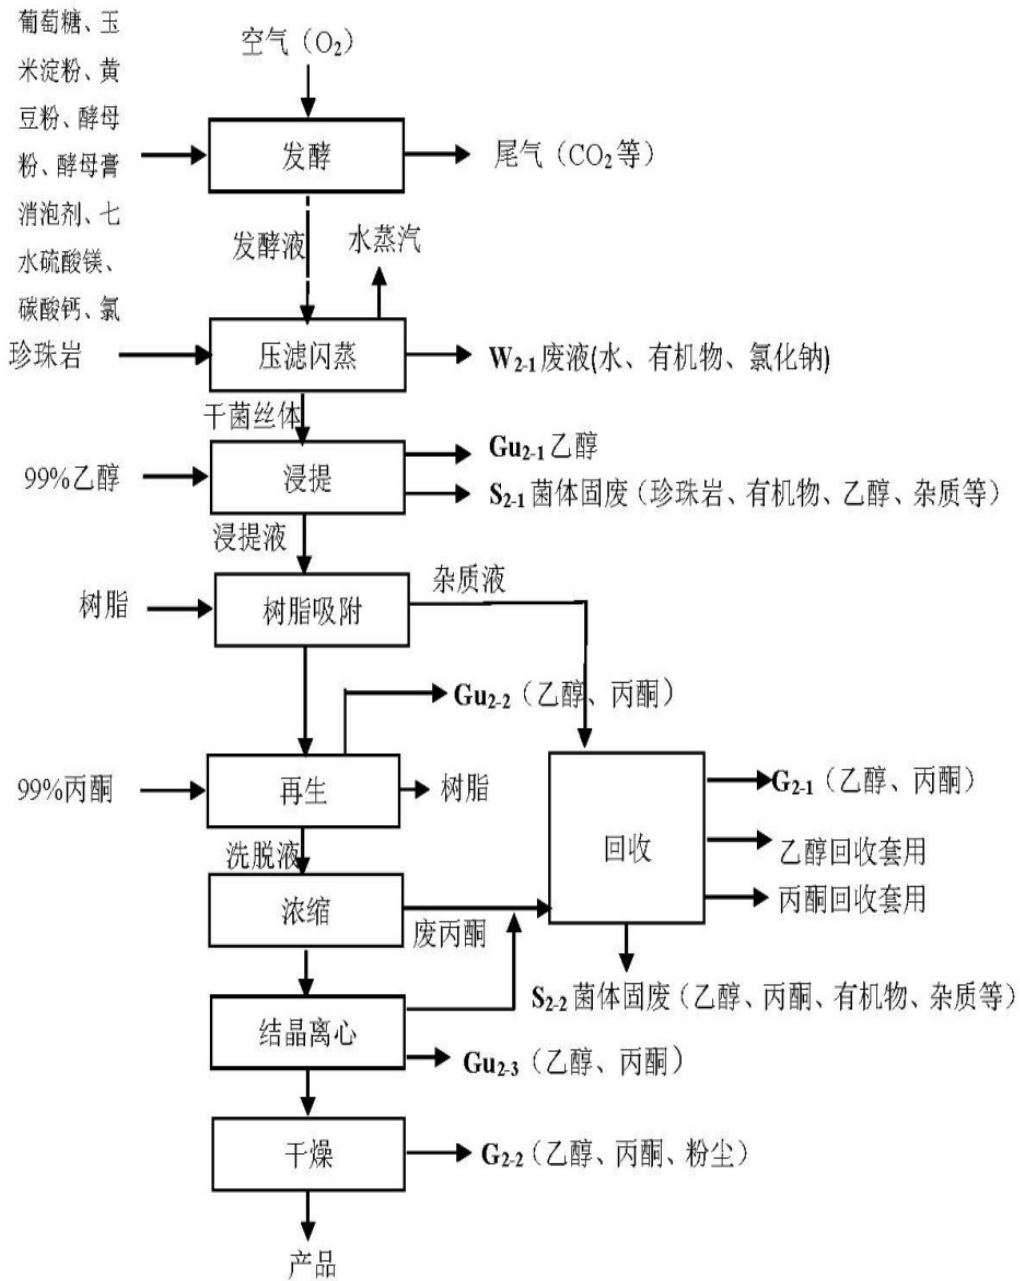 葡萄糖、玉
米淀粉、黄
豆粉、酵母
粉、酵母膏
消泡剂、七
水硫酸镁、
碳酸钙、氯
空气（O₂）
发酵
尾气（CO₂等）
发酵液
水蒸汽
珍珠岩
压滤闪蒸
W₂₋₁废液(水、有机物、氯化钠)
干菌丝体
99%乙醇
浸提
Gu₂₋₁乙醇
S₂₋₁菌体固废（珍珠岩、有机物、乙醇、杂质等）
浸提液
树脂
树脂吸附
杂质液
Gu₂₋₂（乙醇、丙酮）
99%丙酮
再生
树脂
洗脱液
回收
G₂₋₁（乙醇、丙酮）
乙醇回收套用
丙酮回收套用
浓缩
废丙酮
S₂₋₂菌体固废（乙醇、丙酮、有机物、杂质等）
结晶离心
Gu₂₋₃（乙醇、丙酮）
干燥
G₂₋₂（乙醇、丙酮、粉尘）
产品